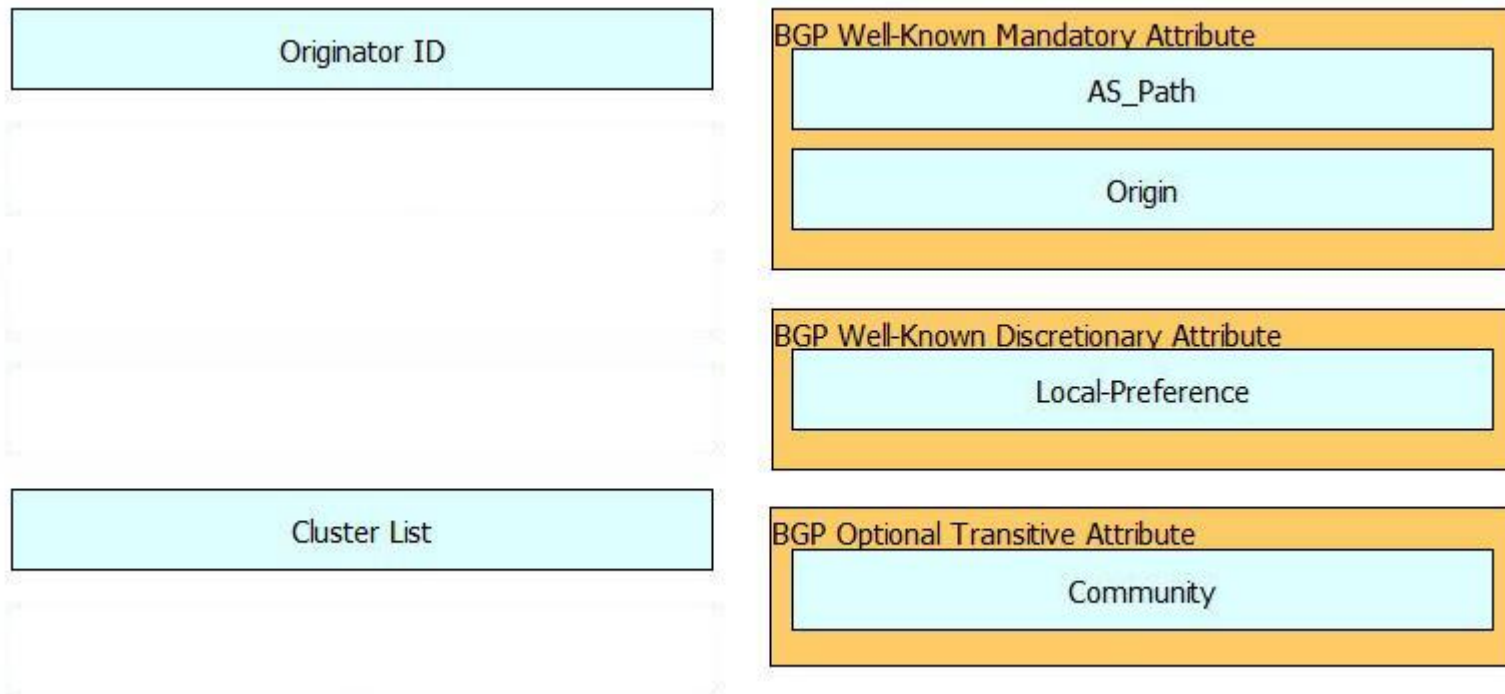 Originator ID
Cluster List
BGP Well-Known Mandatory Attribute
AS_Path
Origin
BGP Well-Known Discretionary Attribute
Local-Preference
BGP Optional Transitive Attribute
Community